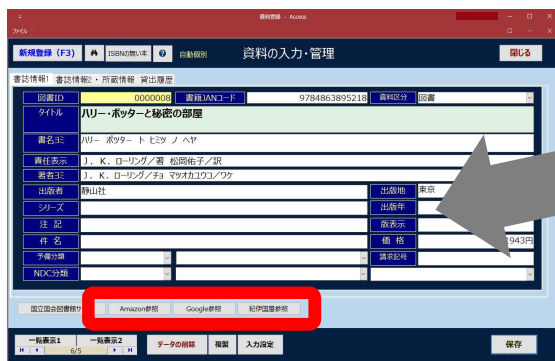 資料登録 - Access
ファイル
新規登録（F3） ISBNの無い本 自動個別 資料の入力・管理 閉じる
書誌情報1 書誌情報2・所蔵情報 貸出履歴
図書ID 0000008 書籍JANコード 9784863895218 資料区分 図書
タイトル ハリー・ポッターと秘密の部屋
書名ヨミ ハリー ポッター ト ヒミツ ノ ヘヤ
責任表示 J．K．ローリング／著 松岡佑子／訳
著者ヨミ J．K．ローリング／チョ マツオカユウコ／ワケ
出版者 静山社 出版地 東京
シリーズ 出版年
注 記 版表示
件 名 価 格 1943円
予備分類 請求記号
NDC分類
国立国会図書館サ Amazon参照 Google参照 紀伊国屋参照
一覧表示1 一覧表示2 データの削除 複製 入力設定 保存
6/5